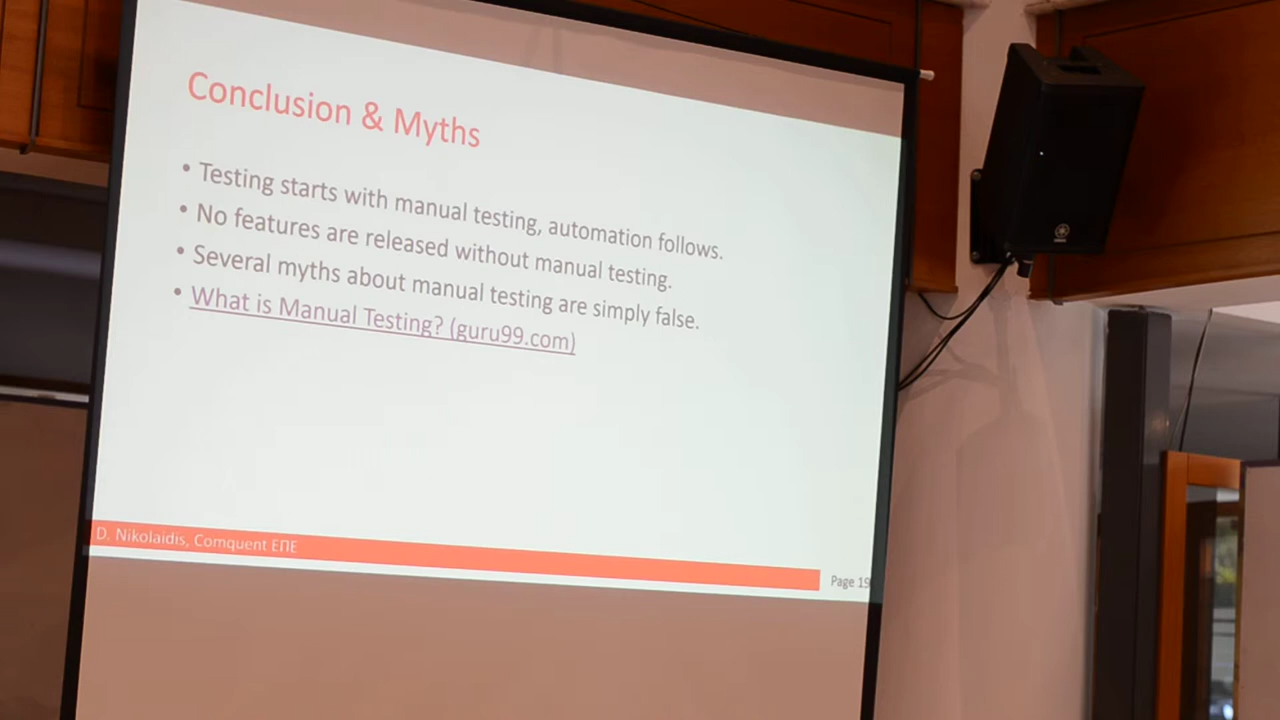 Conclusion & Myths
• Testing starts with manual testing, automation follows.
• No features are released without manual testing.
• Several myths about manual testing are simply false.
• What is Manual Testing? (guru99.com)
D. Nikolaidis, Comquent ΕΠΕ
Page 19